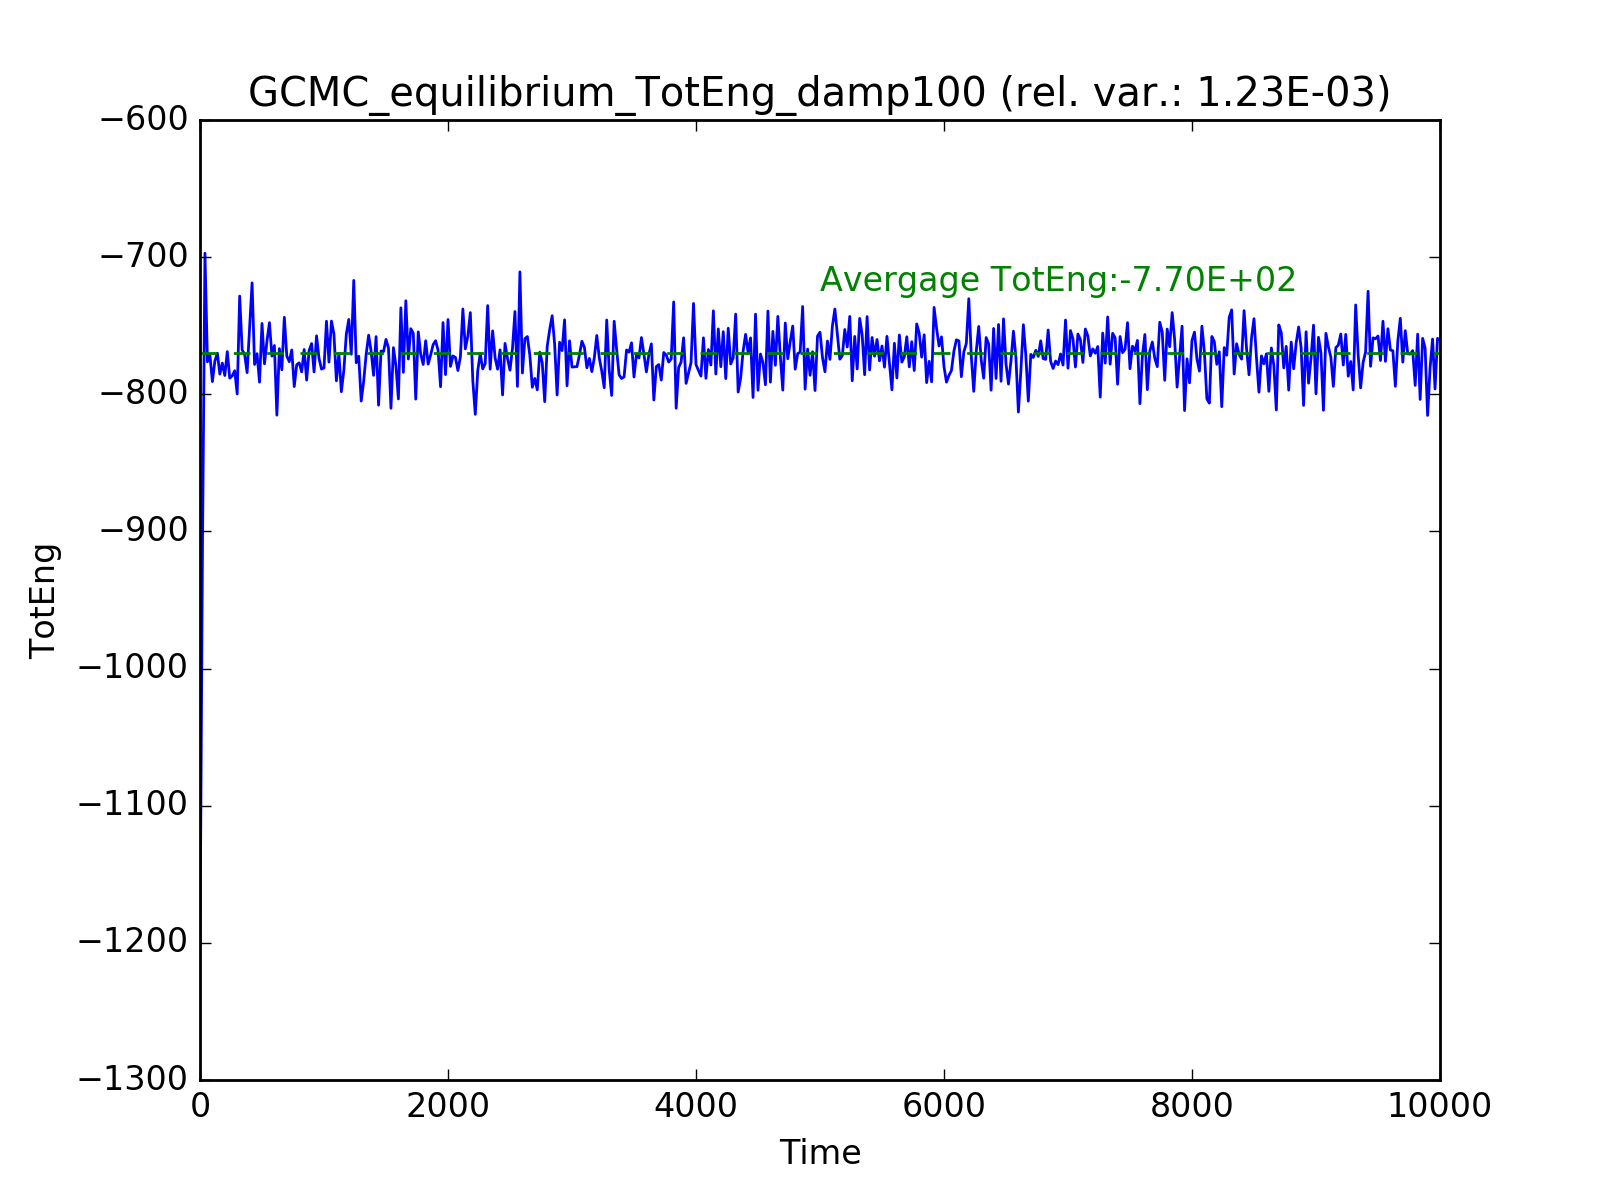 GCMC_equilibrium_TotEng_damp100 (rel. var.: 1.23E-03)
−600
−700
Avergage TotEng:-7.70E+02
−800
−900
TotEng
−1000
−1100
−1200
−1300
0 2000 4000 6000 8000 10000
Time